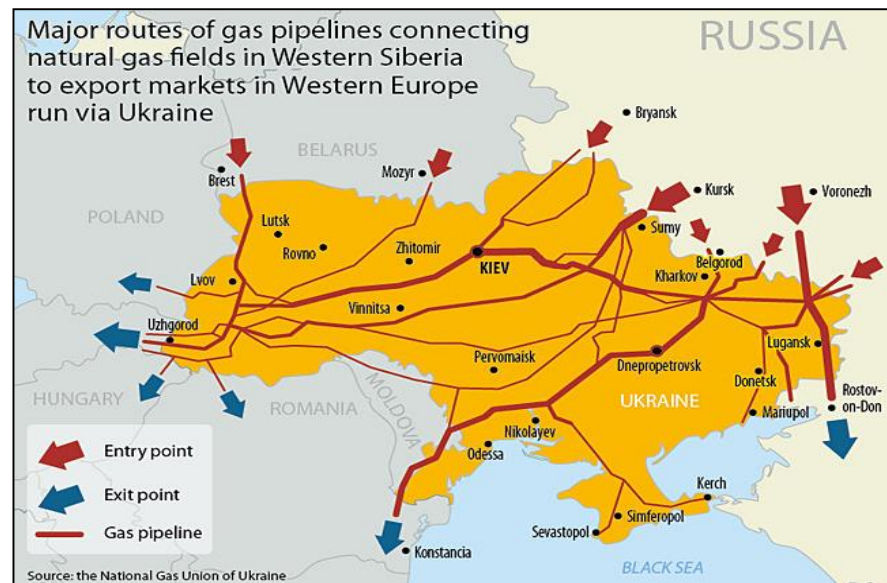 Major routes of gas pipelines connecting
natural gas fields in Western Siberia
to export markets in Western Europe
run via Ukraine
RUSSIA
Bryansk
BELARUS
Brest
Mozyr
Kursk
Voronezh
POLAND
Lutsk
Rovno
Zhitomir
KIEV
Sumy
Belgorod
Kharkov
Lvov
Vinnitsa
Uzhgorod
Pervomaisk
Dnepropetrovsk
Lugansk
HUNGARY
ROMANIA
MOLDOVA
UKRAINE
Donetsk
Mariupol
Rostov-
on-Don
Nikolayev
Odessa
Entry point
Exit point
Gas pipeline
Kerch
Simferopol
Sevastopol
Konstancia
BLACK SEA
Source: the National Gas Union of Ukraine